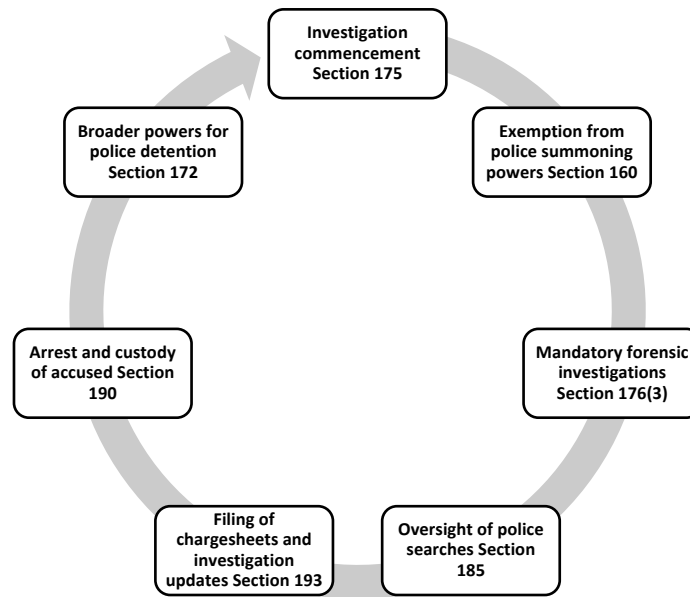 Investigation
commencement
Section 175
Exemption from
police summoning
powers Section 160
Mandatory forensic
investigations
Section 176(3)
Oversight of police
searches Section
185
Filing of
chargesheets and
investigation
updates Section 193
Arrest and custody
of accused Section
190
Broader powers for
police detention
Section 172